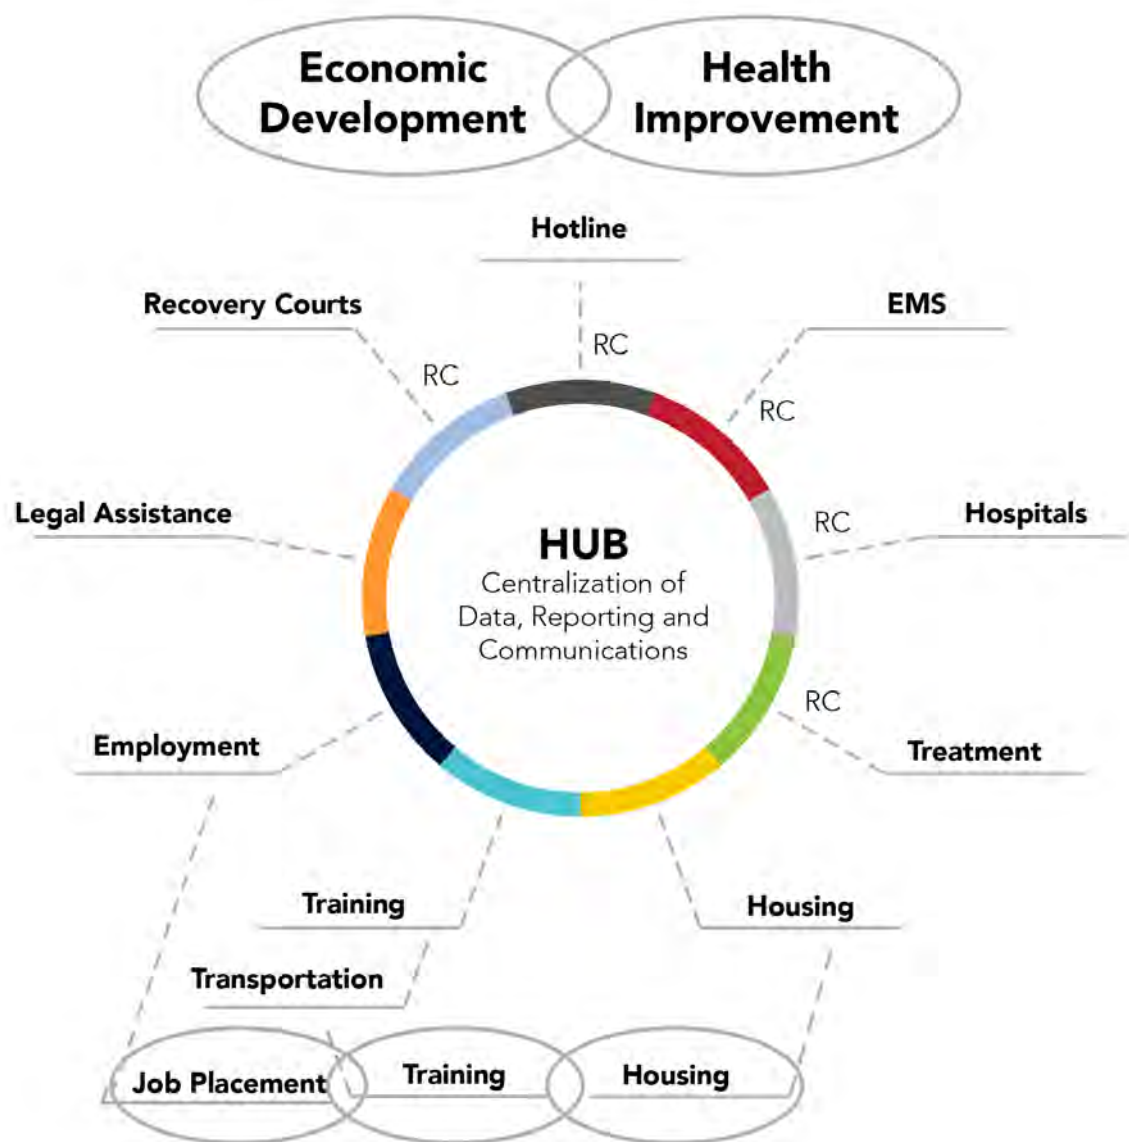 Economic
Development
Health
Improvement
Hotline
Recovery Courts
EMS
RC
RC
RC
Legal Assistance
RC
Hospitals
HUB
Centralization of
Data, Reporting and
Communications
RC
Employment
Treatment
Training
Housing
Transportation
Job Placement
Training
Housing